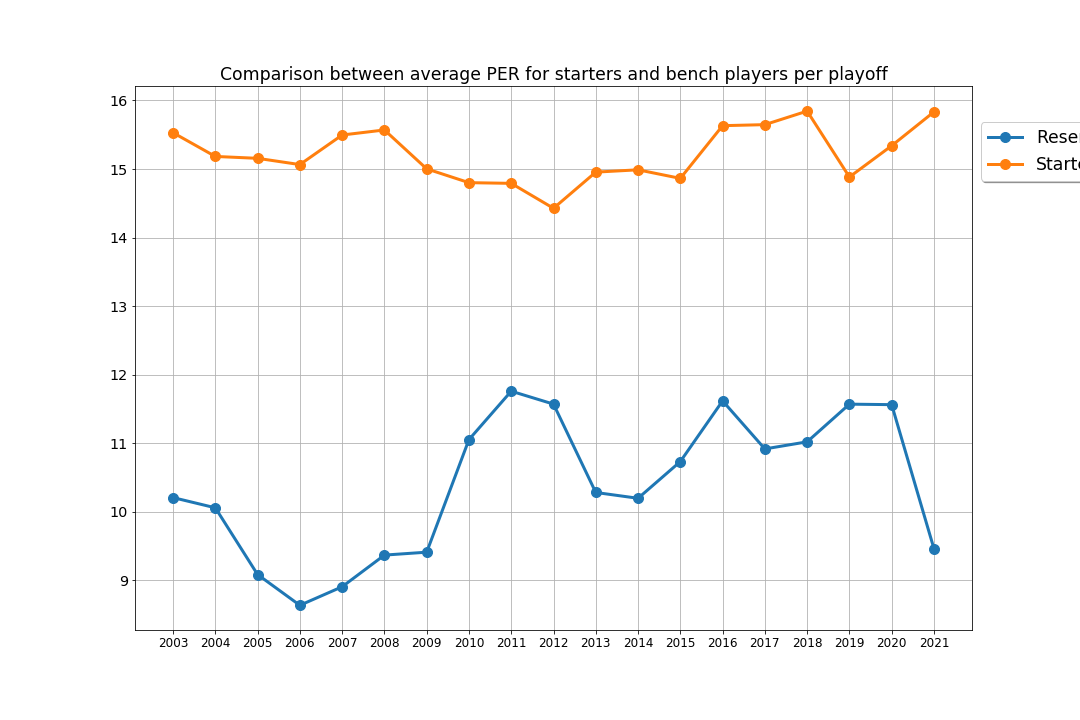 Comparison between average PER for starters and bench players per playoff
16
15
14
13
12
11
10
9
2003 2004 2005 2006 2007 2008 2009 2010 2011 2012 2013 2014 2015 2016 2017 2018 2019 2020 2021
Rese
Starte